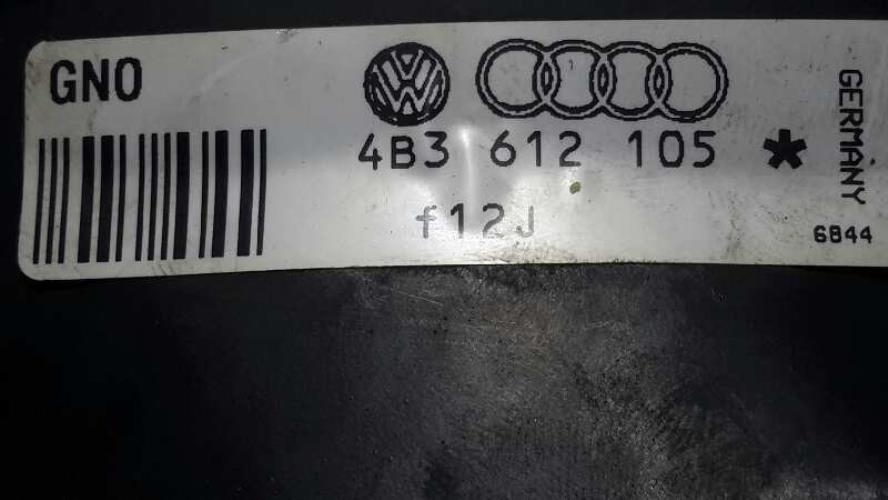 GNO
4B3 612 105 *
f12J
GERMANY
6844